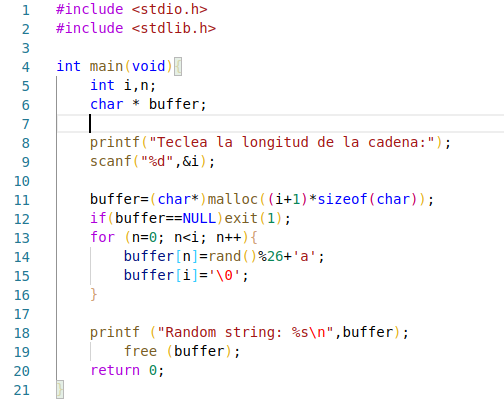 1 #include <stdio.h>
2 #include <stdlib.h>
3
4 int main(void){
5     int i,n;
6     char * buffer;
7
8     printf("Teclea la longitud de la cadena:");
9     scanf("%d",&i);
10
11     buffer=(char*)malloc((i+1)*sizeof(char));
12     if(buffer==NULL)exit(1);
13     for (n=0; n<i; n++){
14         buffer[n]=rand()%26+'a';
15         buffer[i]='\0';
16     }
17
18     printf ("Random string: %s\n",buffer);
19         free (buffer);
20     return 0;
21 }